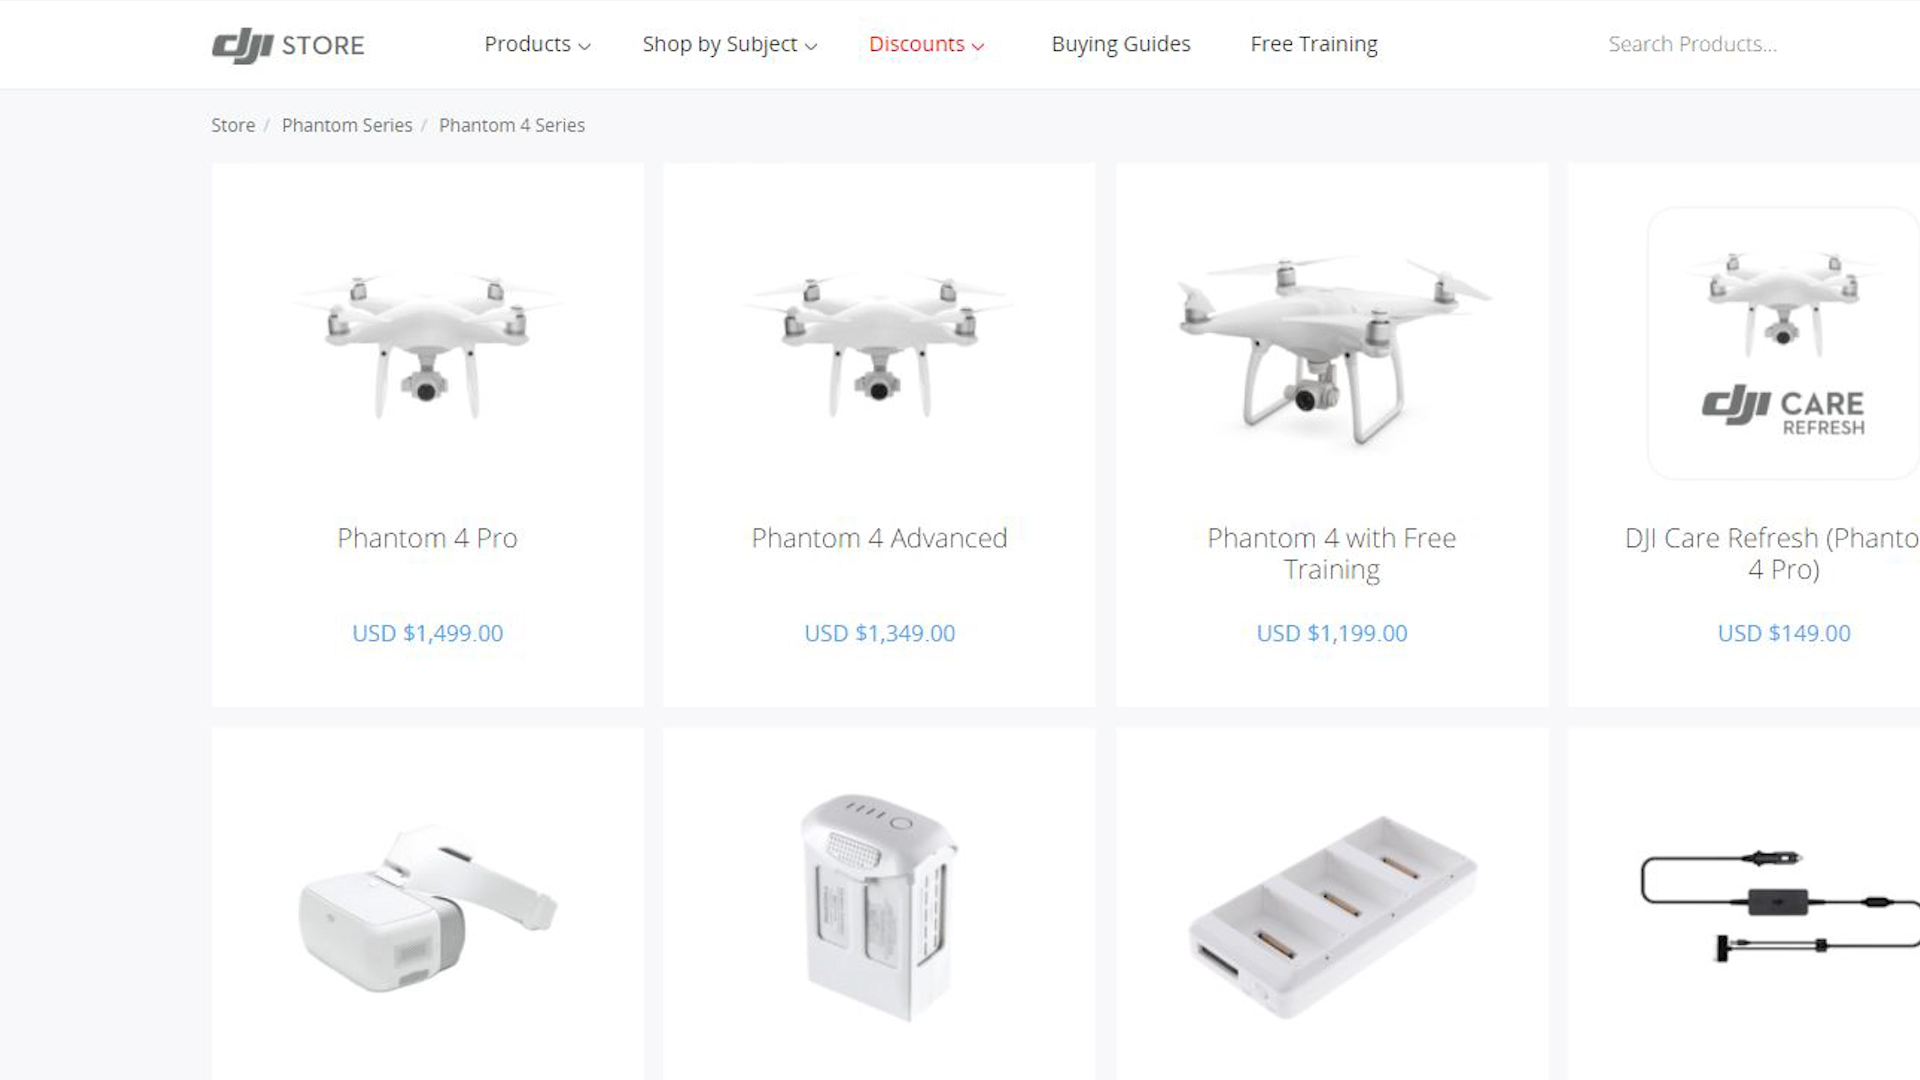 dji STORE
Products
Shop by Subject
Discounts
Buying Guides
Free Training
Search Products...
Store / Phantom Series / Phantom 4 Series
dji CARE
REFRESH
Phantom 4 Pro
USD $1,499.00
Phantom 4 Advanced
USD $1,349.00
Phantom 4 with Free
Training
USD $1,199.00
DJI Care Refresh (Phanto
4 Pro)
USD $149.00